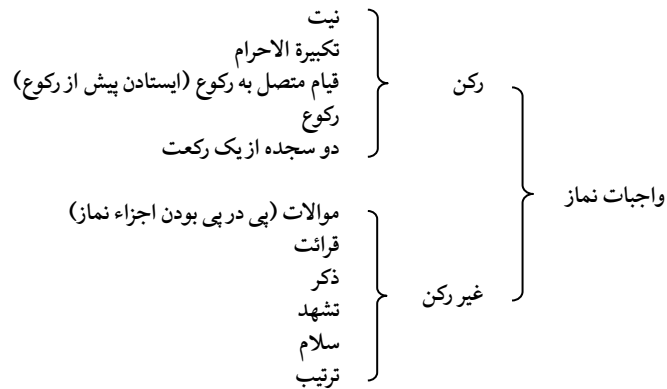 واجبات نماز
رکن
نیت
تکبیرة الاحرام
قیام متصل به رکوع (ایستادن پیش از رکوع)
رکوع
دو سجده از یک رکعت
غیر رکن
موالات (پی در پی بودن اجزاء نماز)
قرائت
ذکر
تشهد
سلام
ترتیب